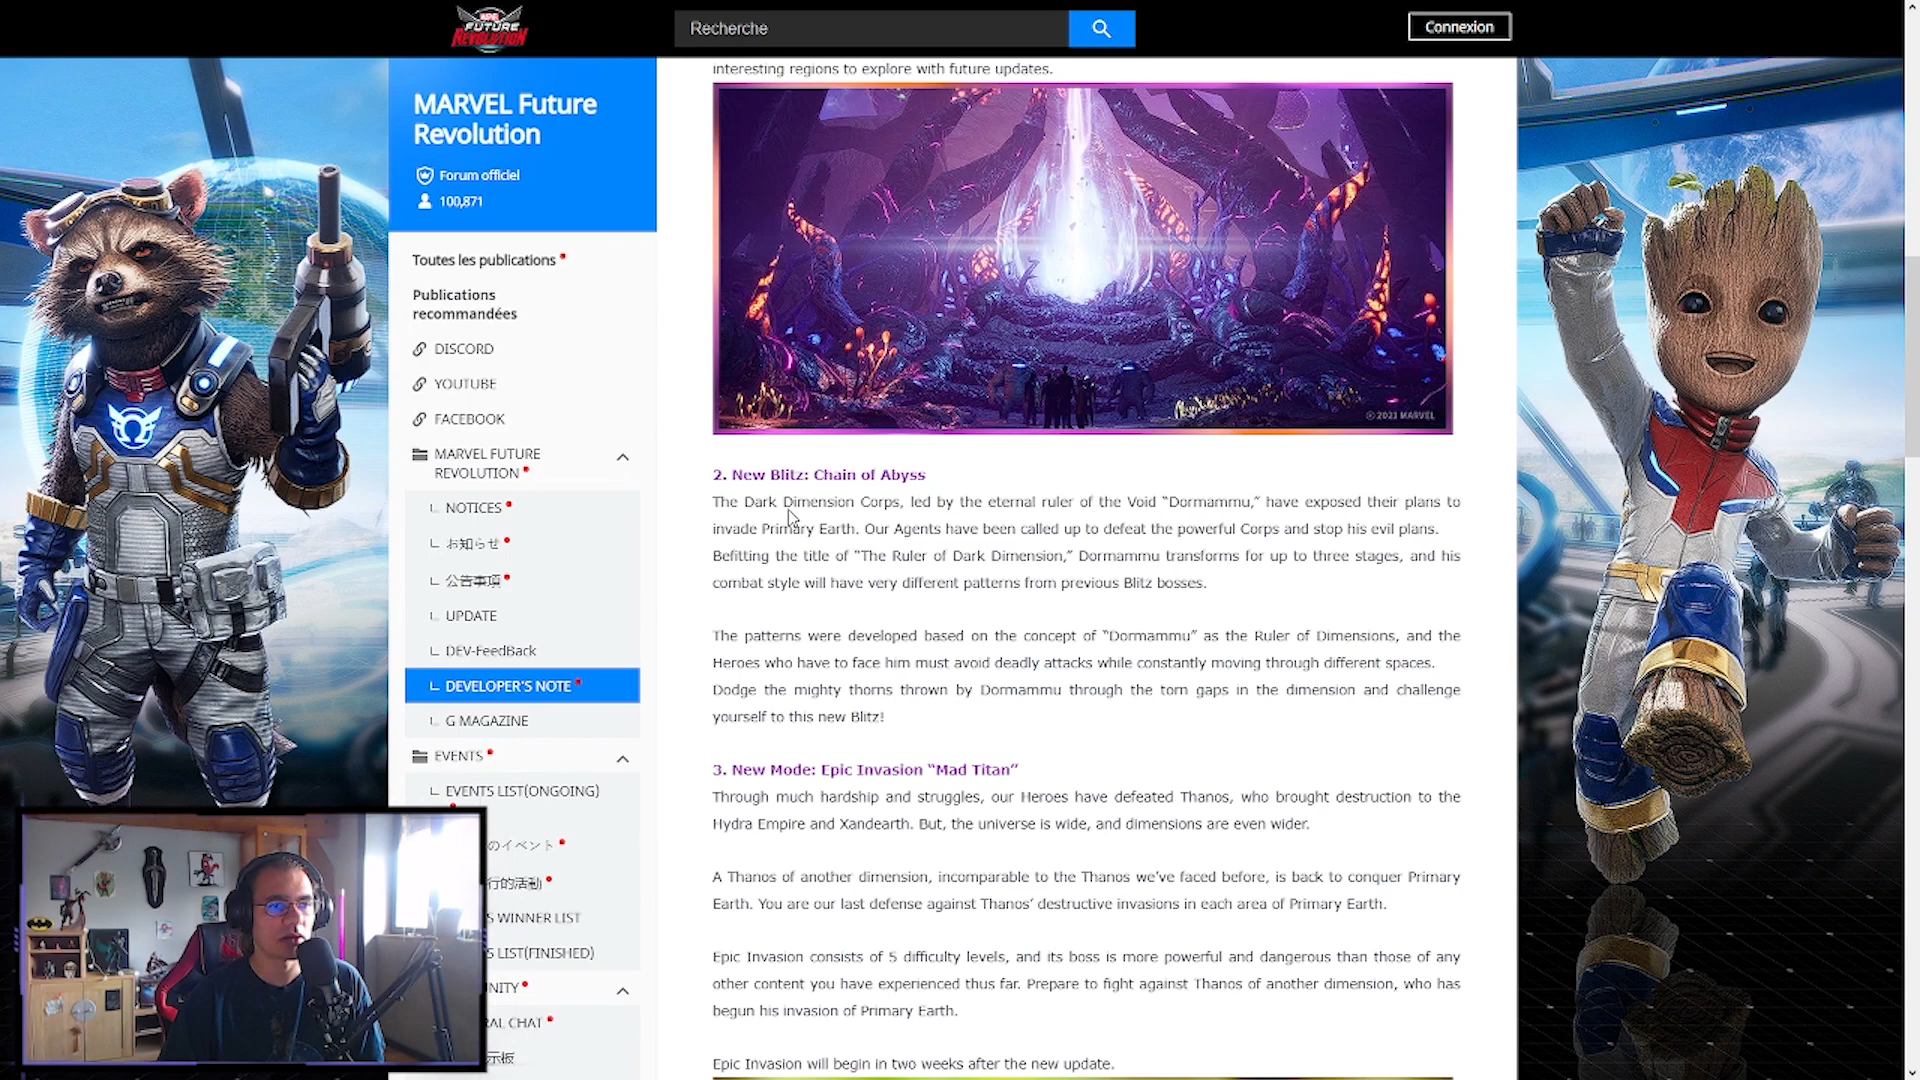 MARVEL
FUTURE
REVOLUTION
Recherche
Connexion
MARVEL Future
Revolution
Forum officiel
100,871
Toutes les publications
Publications
recommandées
DISCORD
YOUTUBE
FACEBOOK
MARVEL FUTURE
REVOLUTION
NOTICES
お知らせ
公告事項
UPDATE
DEV-FeedBack
DEVELOPER'S NOTE
G MAGAZINE
EVENTS
EVENTS LIST(ONGOING)
のイベント
行的活動
S WINNER LIST
S LIST(FINISHED)
NITY
RAL CHAT
示板
interesting regions to explore with future updates.
© 2021 MARVEL
2. New Blitz: Chain of Abyss
The Dark Dimension Corps, led by the eternal ruler of the Void “Dormammu,” have exposed their plans to
invade Primary Earth. Our Agents have been called up to defeat the powerful Corps and stop his evil plans.
Befitting the title of “The Ruler of Dark Dimension,” Dormammu transforms for up to three stages, and his
combat style will have very different patterns from previous Blitz bosses.
The patterns were developed based on the concept of “Dormammu” as the Ruler of Dimensions, and the
Heroes who have to face him must avoid deadly attacks while constantly moving through different spaces.
Dodge the mighty thorns thrown by Dormammu through the torn gaps in the dimension and challenge
yourself to this new Blitz!
3. New Mode: Epic Invasion “Mad Titan”
Through much hardship and struggles, our Heroes have defeated Thanos, who brought destruction to the
Hydra Empire and Xandearth. But, the universe is wide, and dimensions are even wider.
A Thanos of another dimension, incomparable to the Thanos we’ve faced before, is back to conquer Primary
Earth. You are our last defense against Thanos’ destructive invasions in each area of Primary Earth.
Epic Invasion consists of 5 difficulty levels, and its boss is more powerful and dangerous than those of any
other content you have experienced thus far. Prepare to fight against Thanos of another dimension, who has
begun his invasion of Primary Earth.
Epic Invasion will begin in two weeks after the new update.